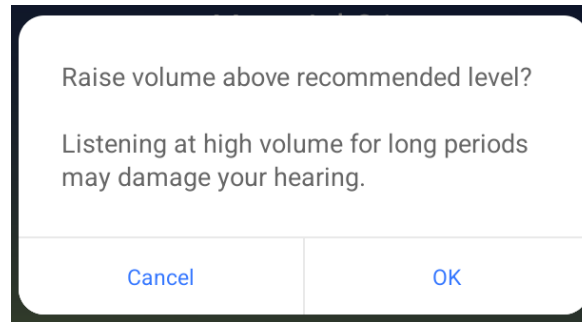 Raise volume above recommended level?
Listening at high volume for long periods
may damage your hearing.
Cancel
OK